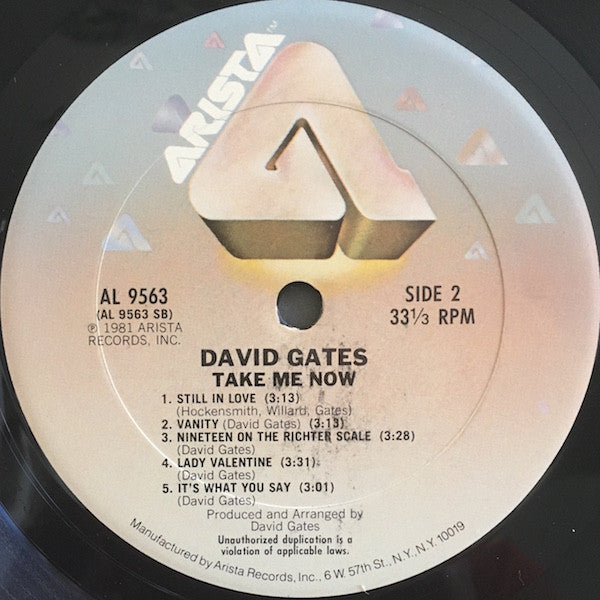 ARISTA™
AL 9563
(AL 9563 SB)
℗ 1981 ARISTA
RECORDS, INC.
SIDE 2
33⅓ RPM
DAVID GATES
TAKE ME NOW
1. STILL IN LOVE (3:13)
(Hockensmith, Willard, Gates)
2. VANITY (David Gates) (3:13)
3. NINETEEN ON THE RICHTER SCALE (3:28)
(David Gates)
4. LADY VALENTINE (3:31)
(David Gates)
5. IT'S WHAT YOU SAY (3:01)
(David Gates)
Produced and Arranged by
David Gates
Unauthorized duplication is a
violation of applicable laws.
Manufactured by Arista Records, Inc., 6 W. 57th St., N.Y., N.Y. 10019